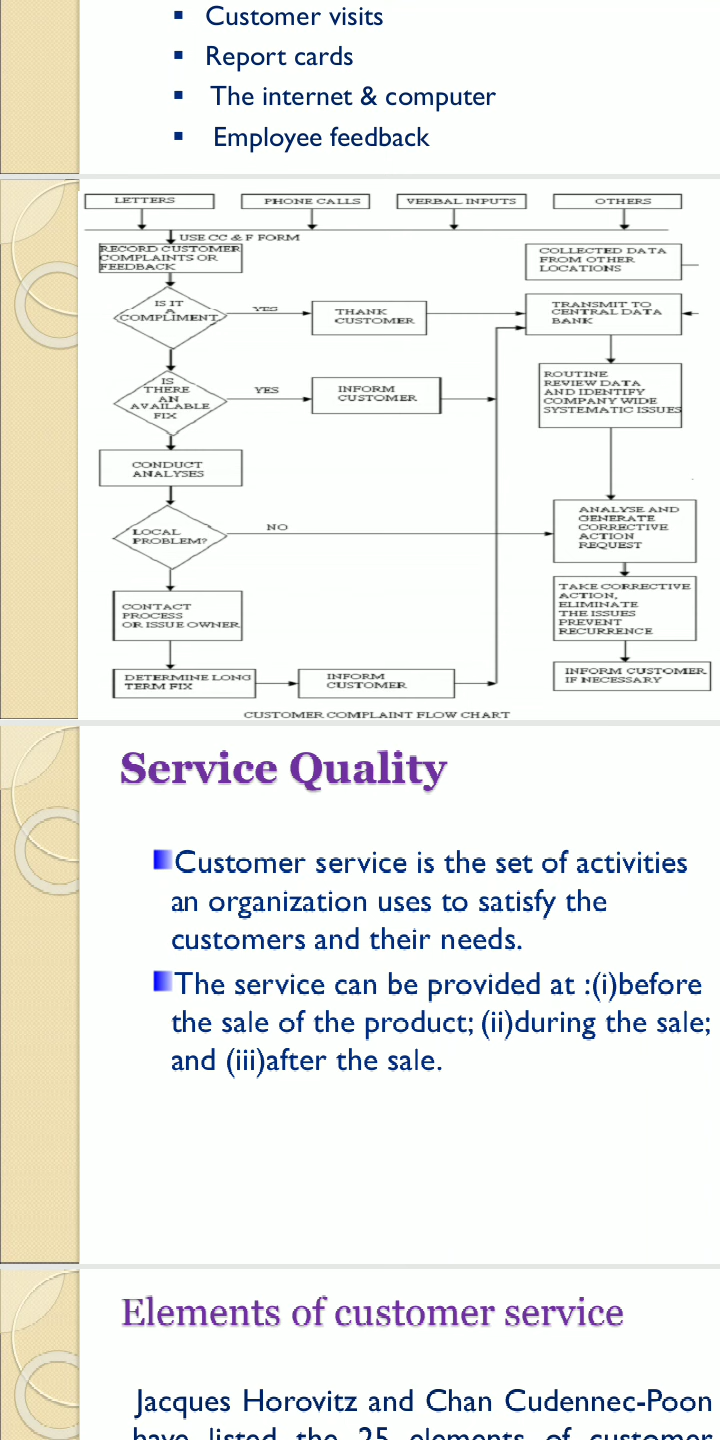 ▪ Customer visits
▪ Report cards
▪ The internet & computer
▪ Employee feedback
LETTERS
PHONE CALLS
VERBAL INPUTS
OTHERS
USE CC & F FORM
RECORD CUSTOMER
COMPLAINTS OR
FEEDBACK
COLLECTED DATA
FROM OTHER
LOCATIONS
IS IT
A
COMPLIMENT
YES
THANK
CUSTOMER
TRANSMIT TO
CENTRAL DATA
BANK
IS
THERE
AN
AVAILABLE
FIX
YES
INFORM
CUSTOMER
ROUTINE
REVIEW DATA
AND IDENTIFY
COMPANY WIDE
SYSTEMATIC ISSUES
CONDUCT
ANALYSES
LOCAL
PROBLEM?
NO
ANALYSE AND
GENERATE
CORRECTIVE
ACTION
REQUEST
CONTACT
PROCESS
OR ISSUE OWNER
TAKE CORRECTIVE
ACTION,
ELIMINATE
THE ISSUES
PREVENT
RECURRENCE
DETERMINE LONG
TERM FIX
INFORM
CUSTOMER
INFORM CUSTOMER
IF NECESSARY
CUSTOMER COMPLAINT FLOW CHART
Service Quality
Customer service is the set of activities
an organization uses to satisfy the
customers and their needs.
The service can be provided at :(i)before
the sale of the product; (ii)during the sale;
and (iii)after the sale.
Elements of customer service
Jacques Horovitz and Chan Cudennec-Poon
have listed the 25 elements of customer